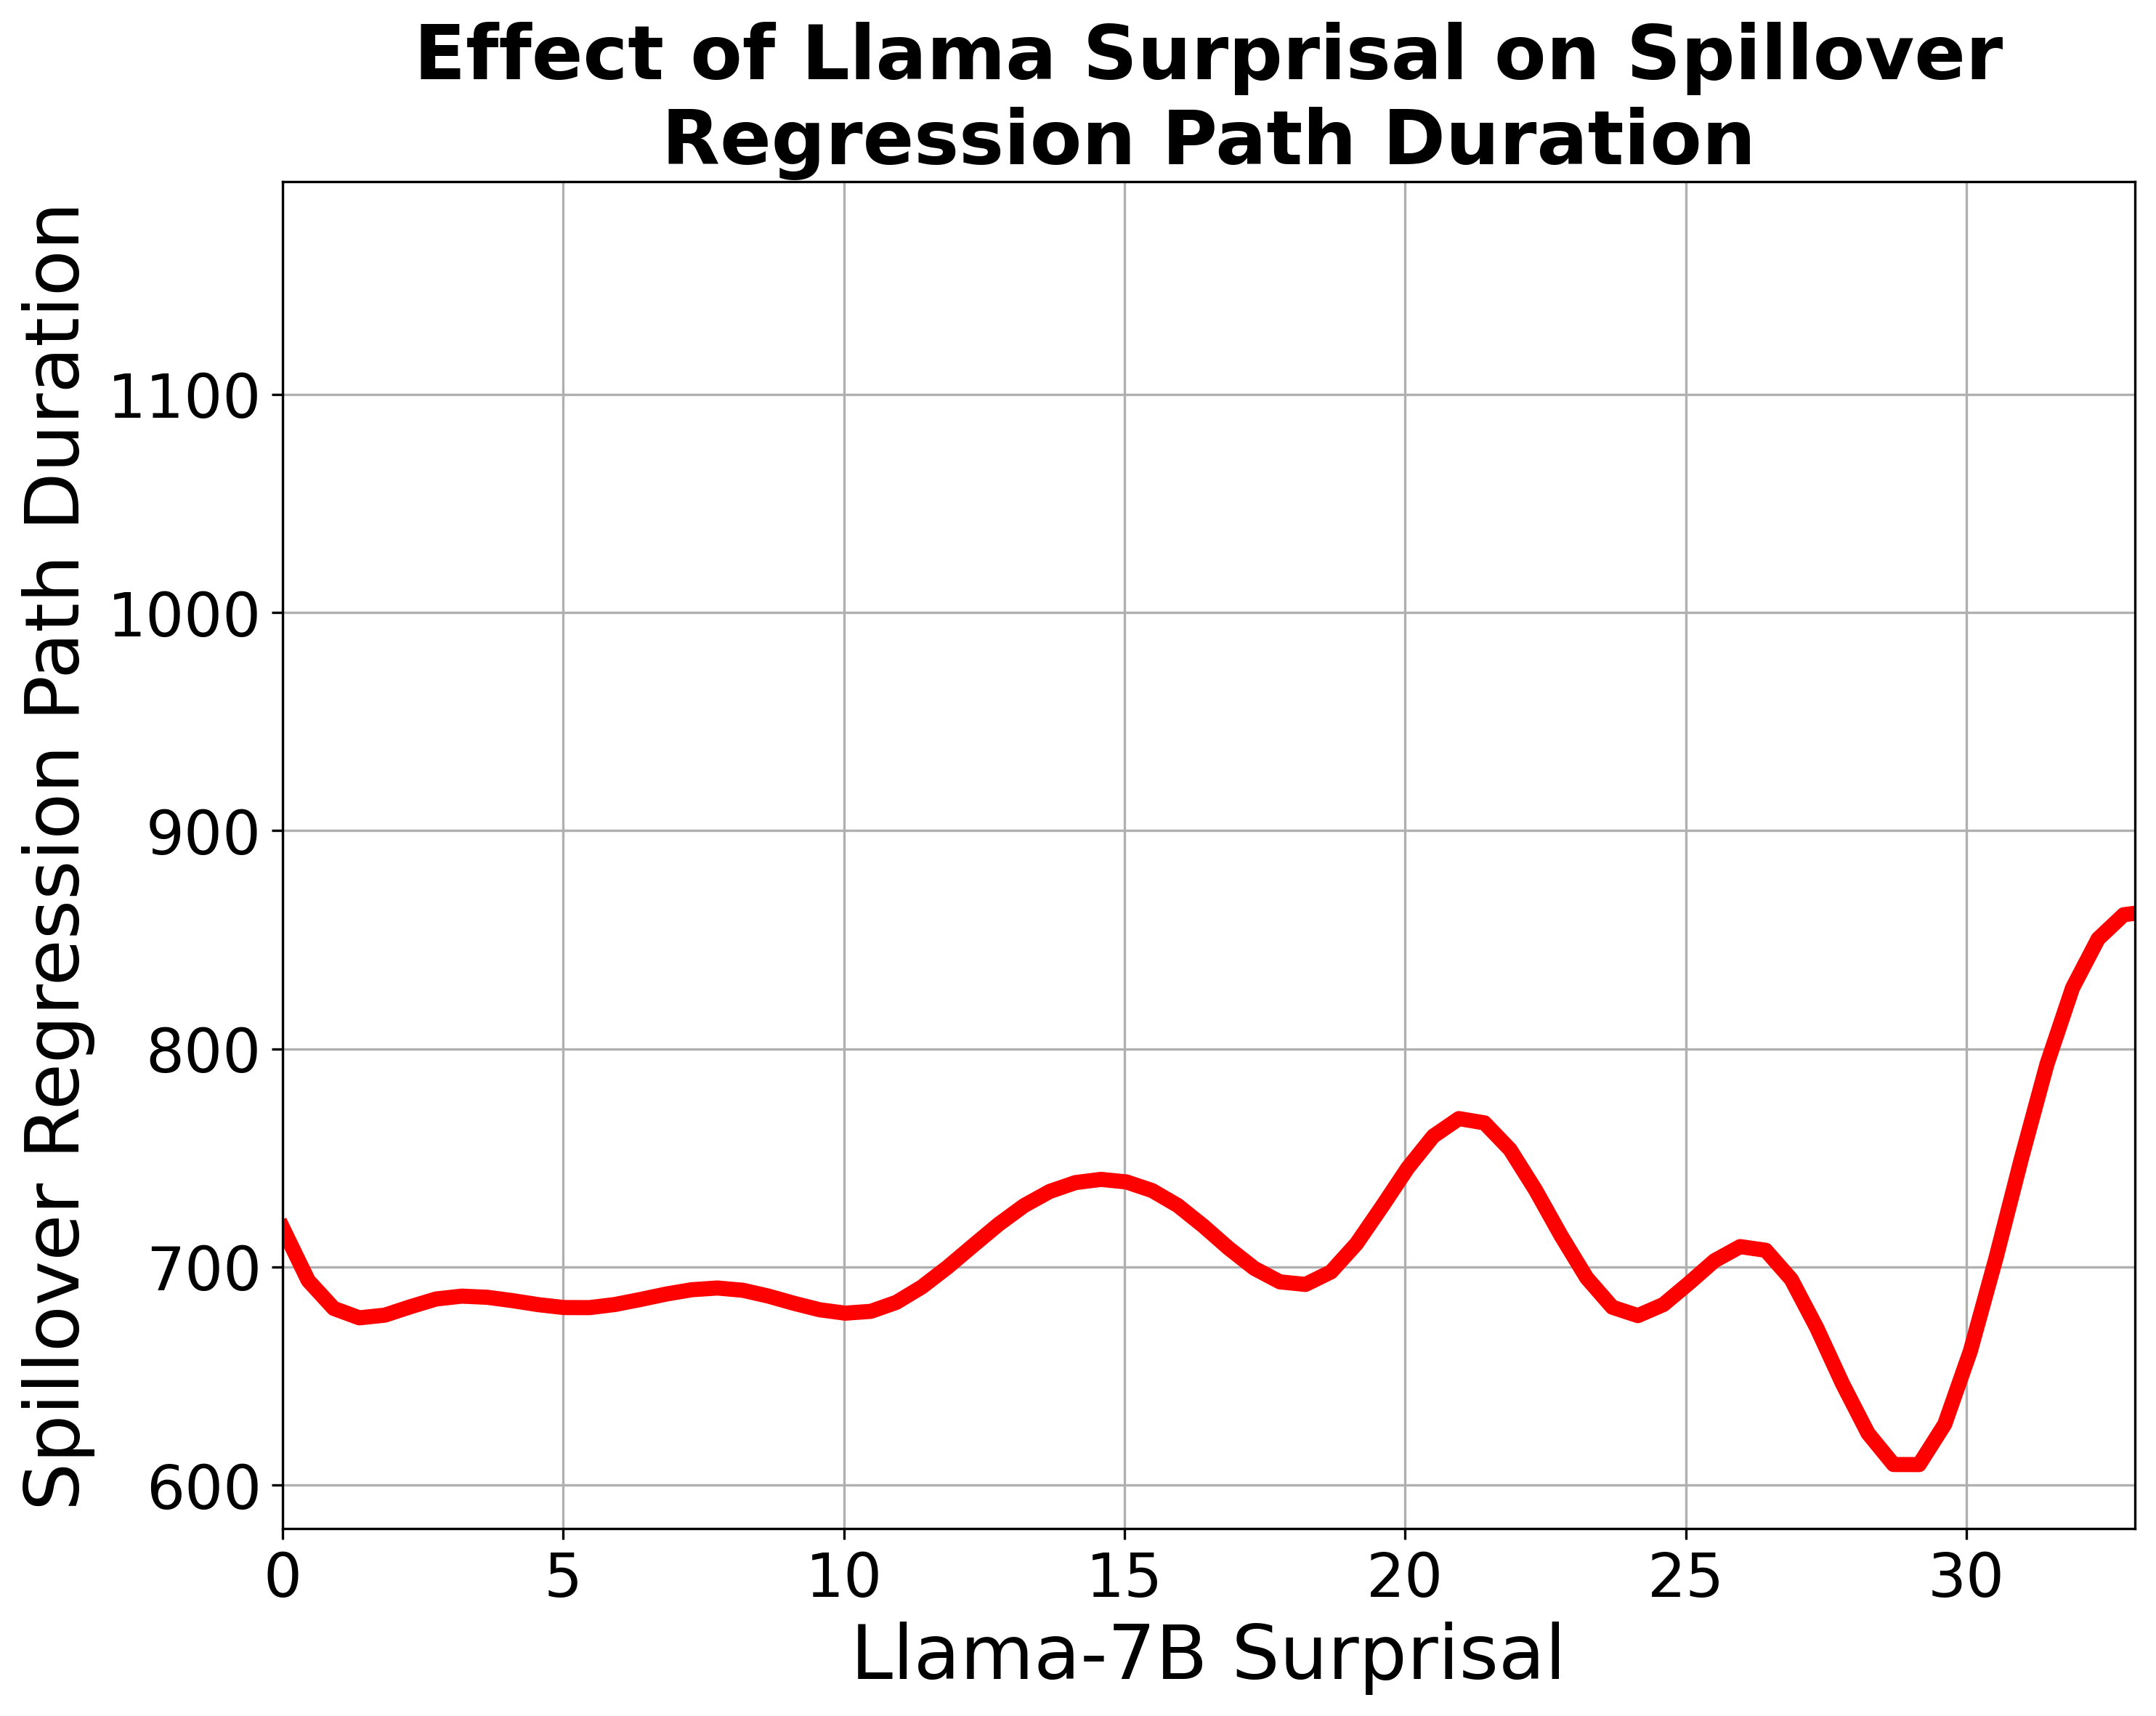 Effect of Llama Surprisal on Spillover
Regression Path Duration
Spillover Regression Path Duration
1100
1000
900
800
700
600
0 5 10 15 20 25 30
Llama-7B Surprisal